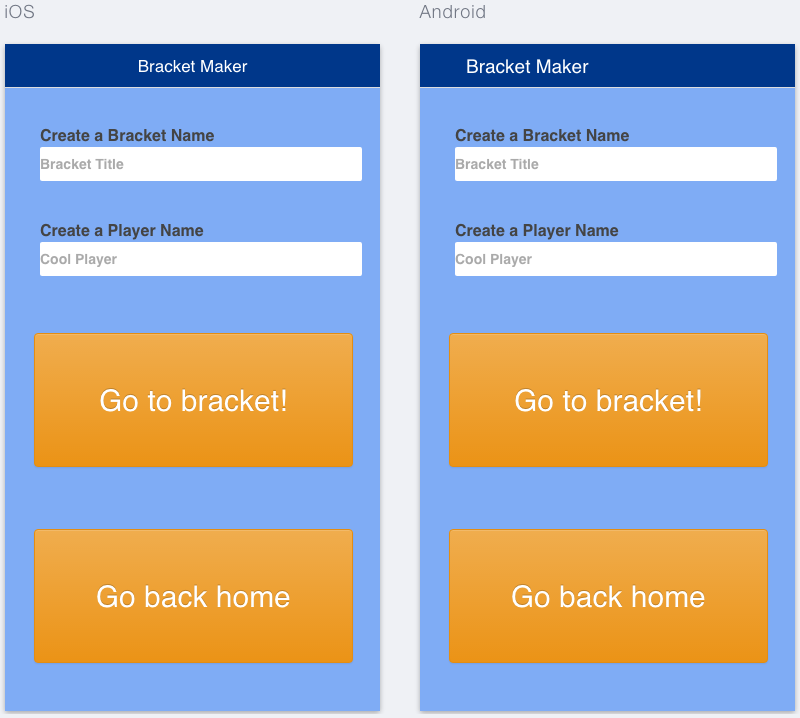 iOS
Android
Bracket Maker
Create a Bracket Name
Bracket Title
Create a Player Name
Cool Player
Go to bracket!
Go back home
Bracket Maker
Create a Bracket Name
Bracket Title
Create a Player Name
Cool Player
Go to bracket!
Go back home